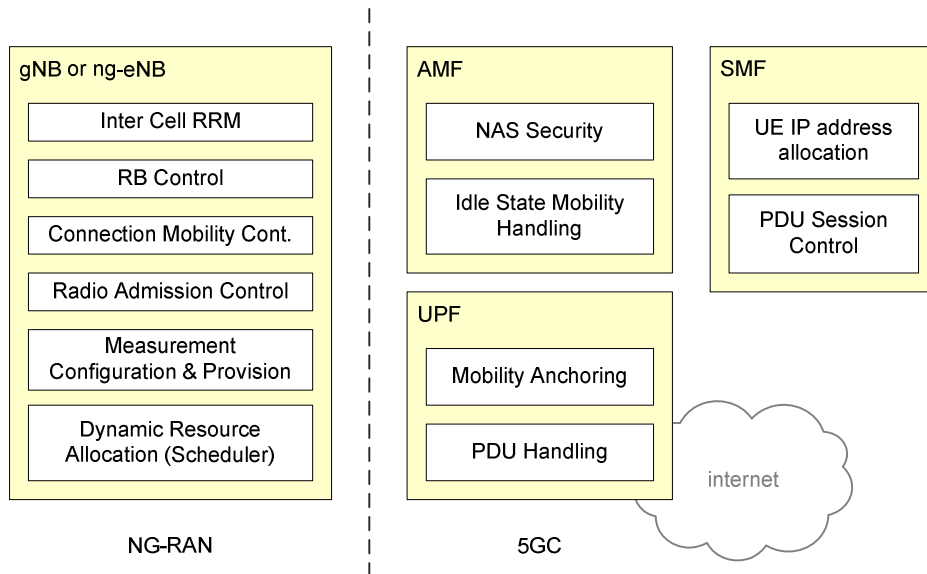 gNB or ng-eNB
Inter Cell RRM
RB Control
Connection Mobility Cont.
Radio Admission Control
Measurement
Configuration & Provision
Dynamic Resource
Allocation (Scheduler)
NG-RAN
AMF
NAS Security
Idle State Mobility
Handling
SMF
UE IP address
allocation
PDU Session
Control
UPF
Mobility Anchoring
PDU Handling
internet
5GC